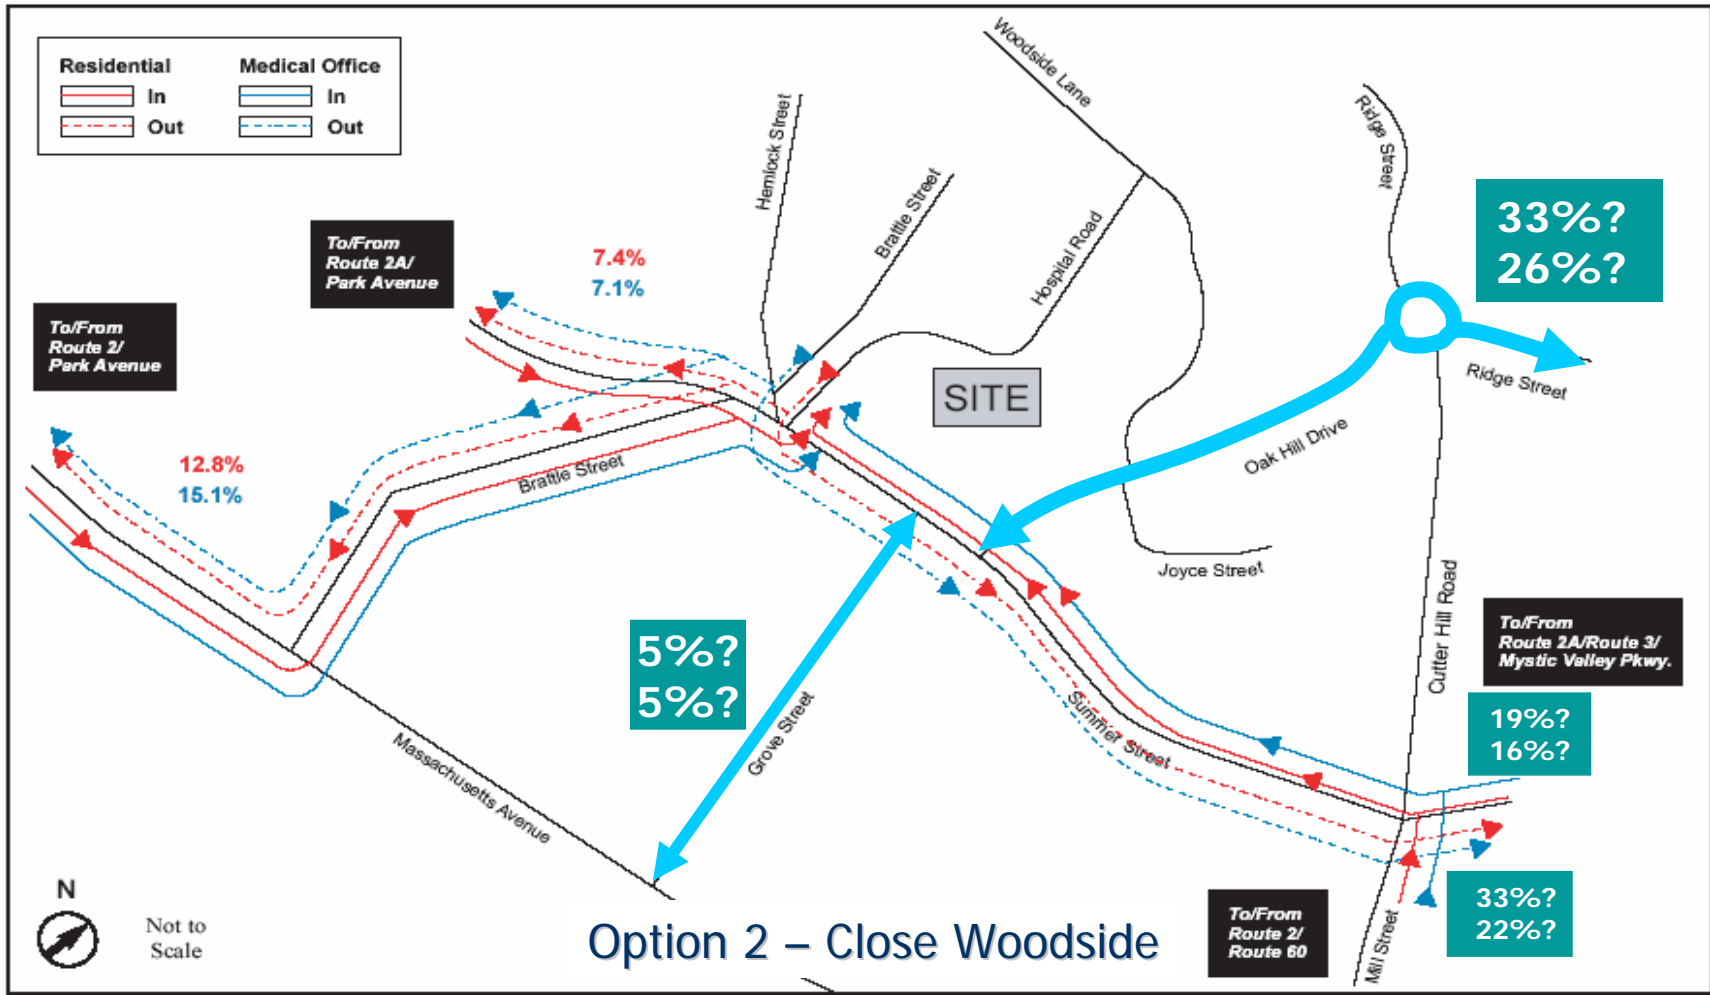 Residential
In
Out
Medical Office
In
Out
Woodside Lane
Ridge Street
Hemlock Street
Brattle Street
Hospital Road
33%?
26%?
To/From
Route 2A/
Park Avenue
7.4%
7.1%
To/From
Route 2/
Park Avenue
SITE
Ridge Street
Oak Hill Drive
12.8%
15.1%
Brattle Street
Joyce Street
Cutter Hill Road
To/From
Route 2A/Route 3/
Mystic Valley Pkwy.
5%?
5%?
Grove Street
Summer Street
19%?
16%?
Massachusetts Avenue
N
Not to
Scale
Option 2 – Close Woodside
To/From
Route 2/
Route 60
Mill Street
33%?
22%?